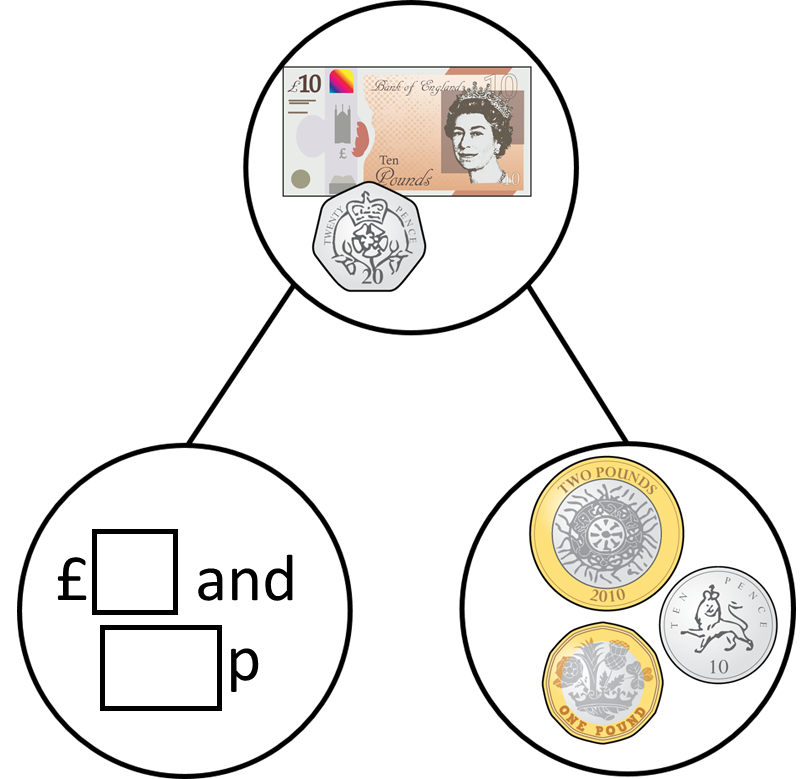 £10 Bank of England 10
£
Ten
Pounds 10
TWENTY PENCE
20
TWO POUNDS
2010
TEN PENCE
10
ONE POUND
£ and
p